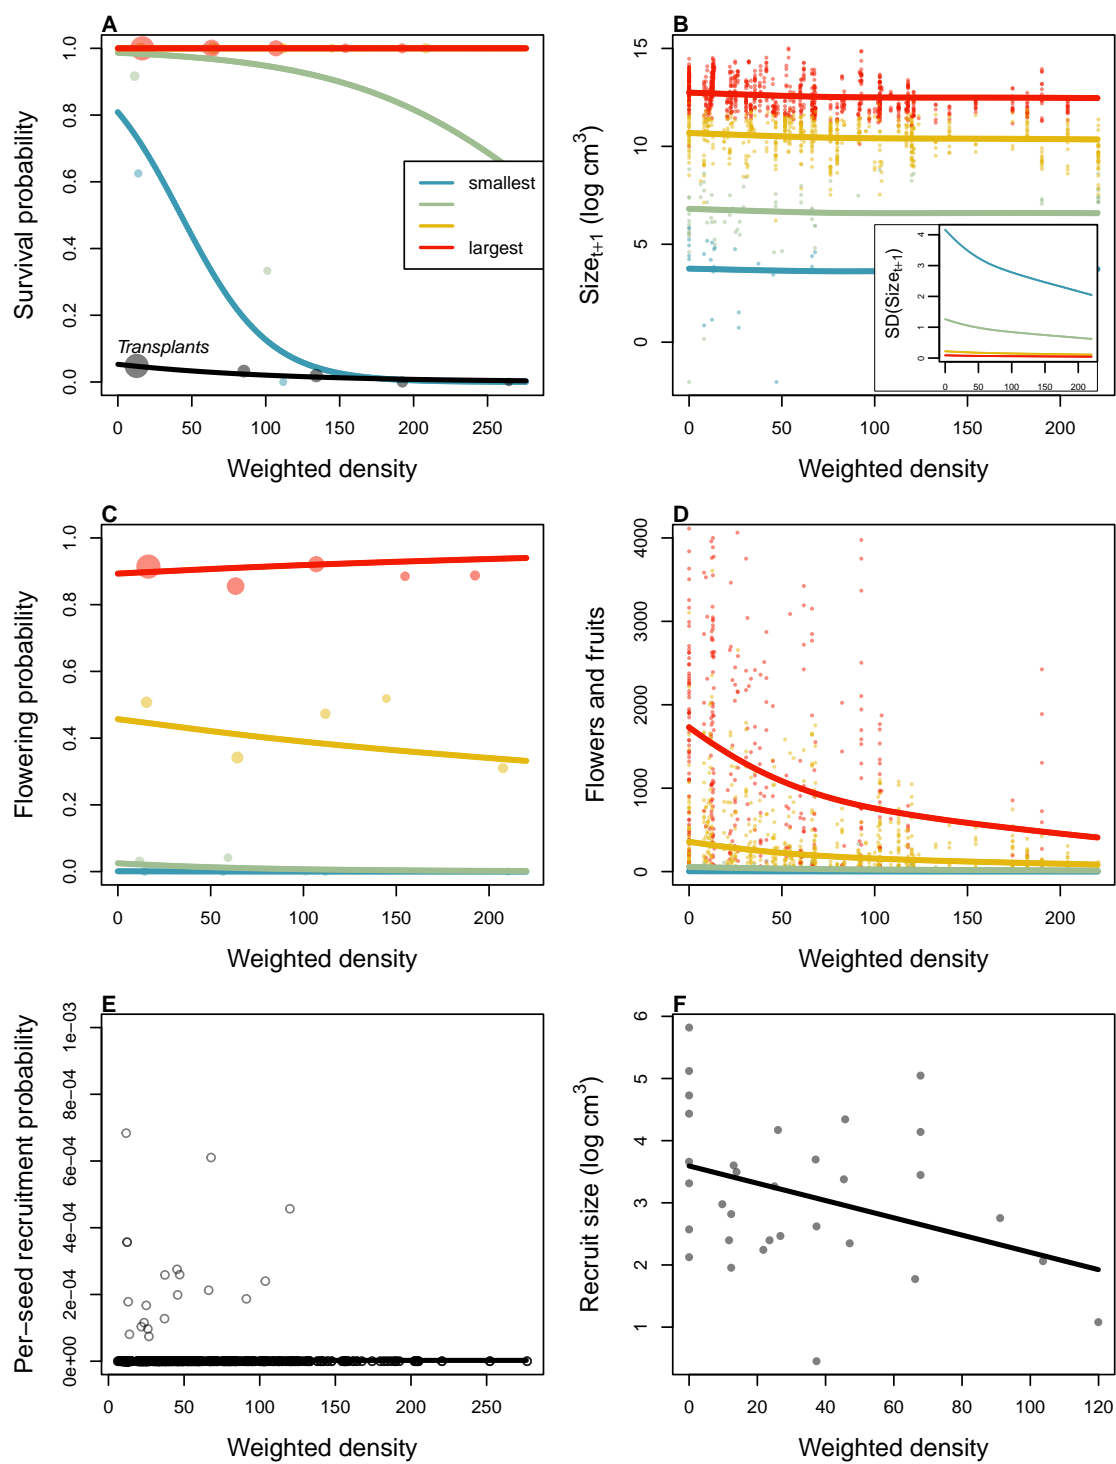 A
Survival probability
0.0 0.2 0.4 0.6 0.8 1.0
smallest
largest
Transplants
0 50 100 150 200 250
Weighted density
B
Size_{t+1} (log cm^3)
0 5 10 15
SD(Size_{t+1})
0 1 2 3 4
0 50 100 150 200
0 50 100 150 200
Weighted density
C
Flowering probability
0.0 0.2 0.4 0.6 0.8 1.0
0 50 100 150 200
Weighted density
D
Flowers and fruits
0 1000 2000 3000 4000
0 50 100 150 200
Weighted density
E
Per−seed recruitment probability
0e+00 2e−04 4e−04 6e−04 8e−04 1e−03
0 50 100 150 200 250
Weighted density
F
Recruit size (log cm^3)
1 2 3 4 5 6
0 20 40 60 80 100 120
Weighted density